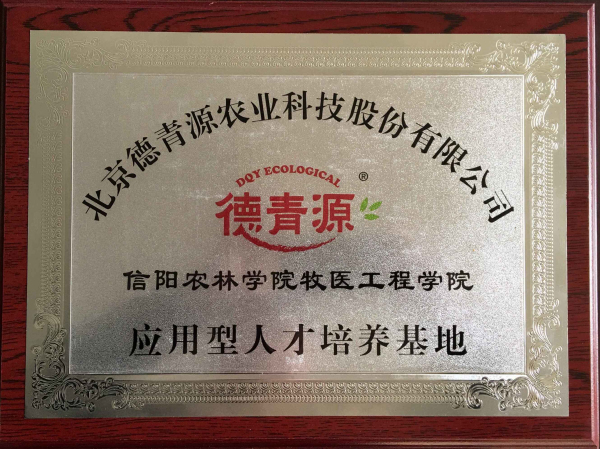 北京德青源农业科技股份有限公司
DQY ECOLOGICAL
®
德青源
信阳农林学院牧医工程学院
应用型人才培养基地